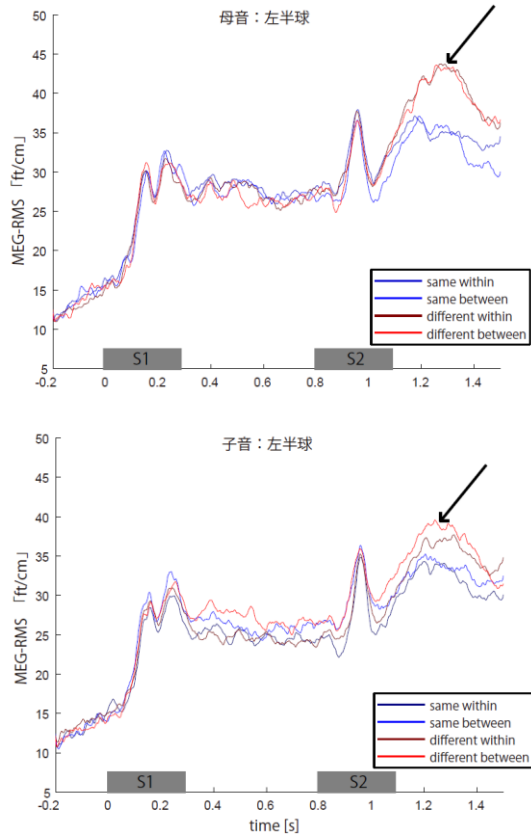 母音：左半球
50
45
40
35
30
25
20
15
10
5
MEG-RMS 「ft/cm」
same within
same between
different within
different between
S1
S2
-0.2
0
0.2
0.4
0.6
0.8
1
1.2
1.4
子音：左半球
50
45
40
35
30
25
20
15
10
5
MEG-RMS 「ft/cm」
same within
same between
different within
different between
S1
S2
-0.2
0
0.2
0.4
0.6
0.8
1
1.2
1.4
time [s]